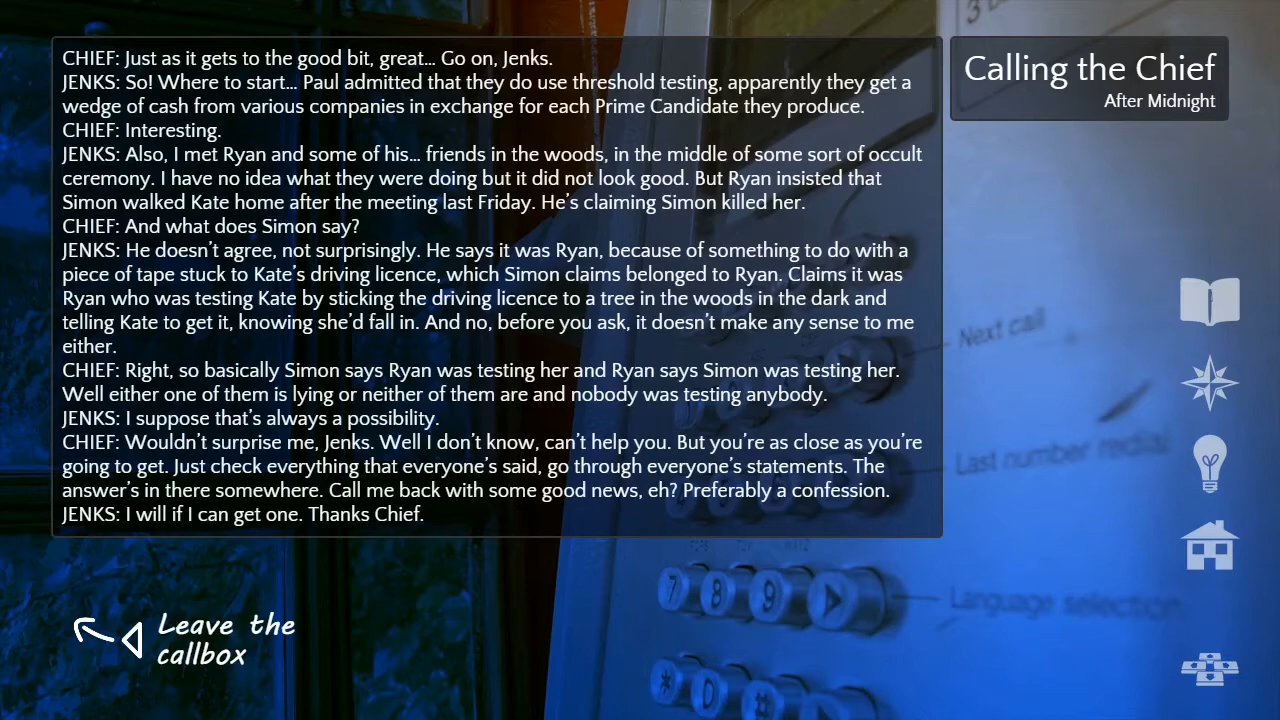 CHIEF: Just as it gets to the good bit, great... Go on, Jenks.
JENKS: So! Where to start... Paul admitted that they do use threshold testing, apparently they get a
wedge of cash from various companies in exchange for each Prime Candidate they produce.
CHIEF: Interesting.
JENKS: Also, I met Ryan and some of his... friends in the woods, in the middle of some sort of occult
ceremony. I have no idea what they were doing but it did not look good. But Ryan insisted that
Simon walked Kate home after the meeting last Friday. He's claiming Simon killed her.
CHIEF: And what does Simon say?
JENKS: He doesn't agree, not surprisingly. He says it was Ryan, because of something to do with a
piece of tape stuck to Kate's driving licence, which Simon claims belonged to Ryan. Claims it was
Ryan who was testing Kate by sticking the driving licence to a tree in the woods in the dark and
telling Kate to get it, knowing she'd fall in. And no, before you ask, it doesn't make any sense to me
either.
CHIEF: Right, so basically Simon says Ryan was testing her and Ryan says Simon was testing her.
Well either one of them is lying or neither of them are and nobody was testing anybody.
JENKS: I suppose that's always a possibility.
CHIEF: Wouldn't surprise me, Jenks. Well I don't know, can't help you. But you're as close as you're
going to get. Just check everything that everyone's said, go through everyone's statements. The
answer's in there somewhere. Call me back with some good news, eh? Preferably a confession.
JENKS: I will if I can get one. Thanks Chief.
Calling the Chief
After Midnight
3
Next call
Last number redial
7 8 9
Language selection
* 0 #
Leave the
callbox